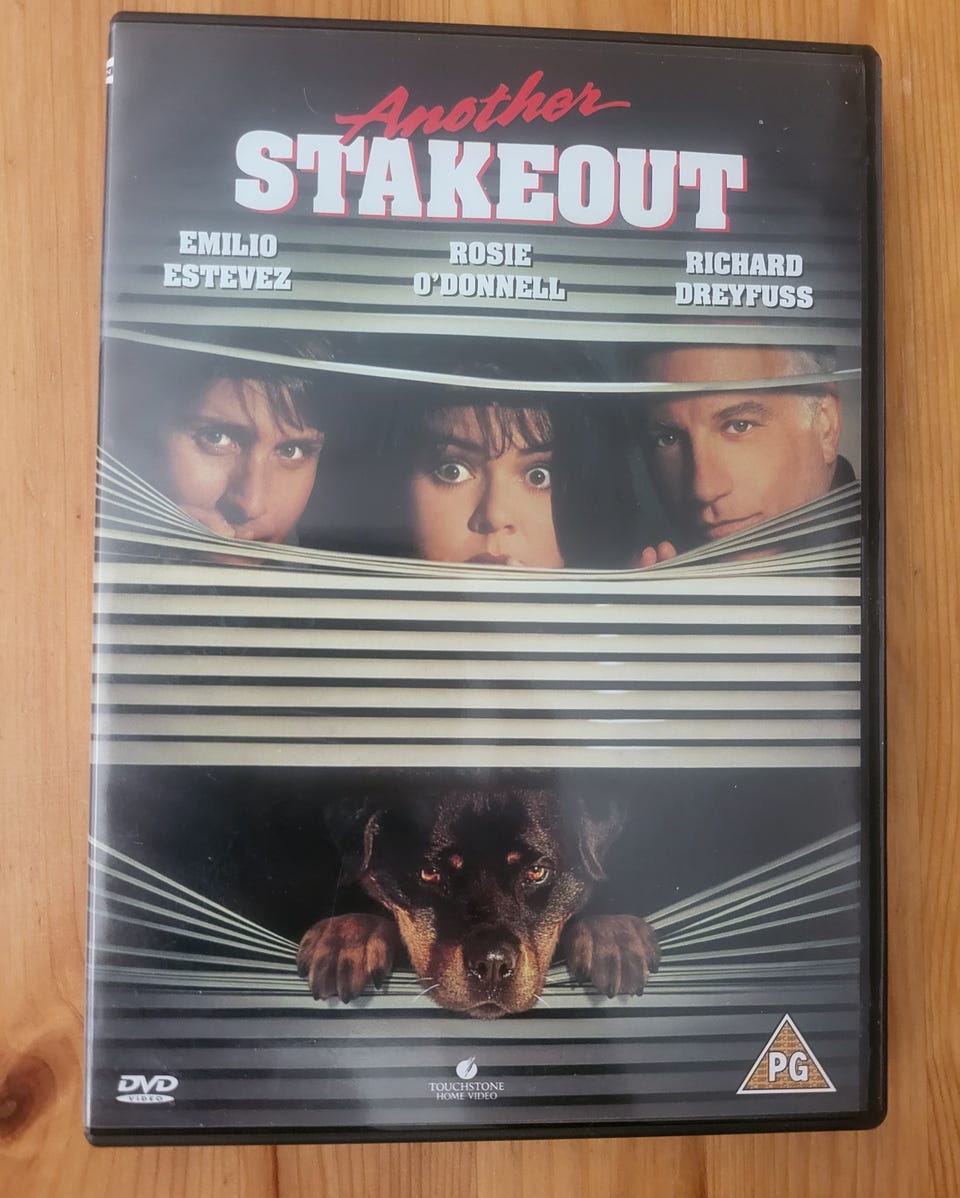 Another
STAKEOUT
EMILIO
ESTEVEZ
ROSIE
O'DONNELL
RICHARD
DREYFUSS
DVD
VIDEO
TOUCHSTONE
HOME VIDEO
PG